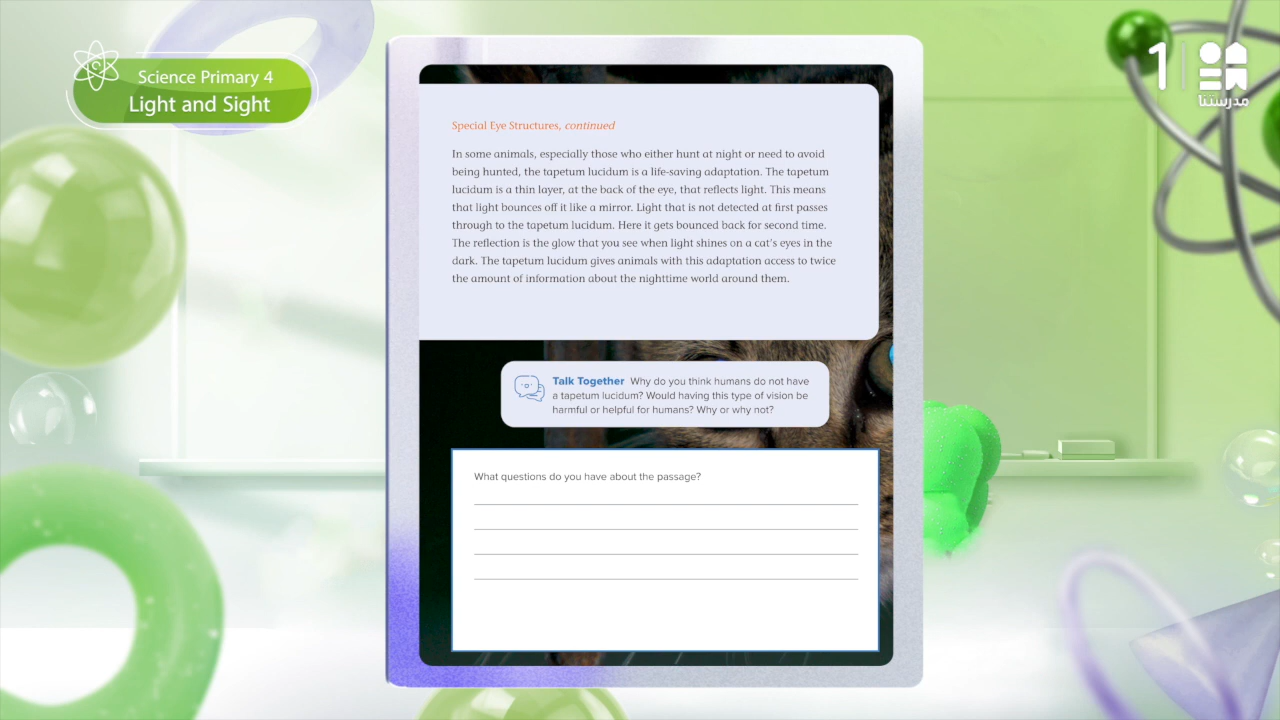 Science Primary 4
Light and Sight
1
مدرستنا
Special Eye Structures, continued
In some animals, especially those who either hunt at night or need to avoid
being hunted, the tapetum lucidum is a life-saving adaptation. The tapetum
lucidum is a thin layer, at the back of the eye, that reflects light. This means
that light bounces off it like a mirror. Light that is not detected at first passes
through to the tapetum lucidum. Here it gets bounced back for second time.
The reflection is the glow that you see when light shines on a cat's eyes in the
dark. The tapetum lucidum gives animals with this adaptation access to twice
the amount of information about the nighttime world around them.
Talk Together Why do you think humans do not have
a tapetum lucidum? Would having this type of vision be
harmful or helpful for humans? Why or why not?
What questions do you have about the passage?